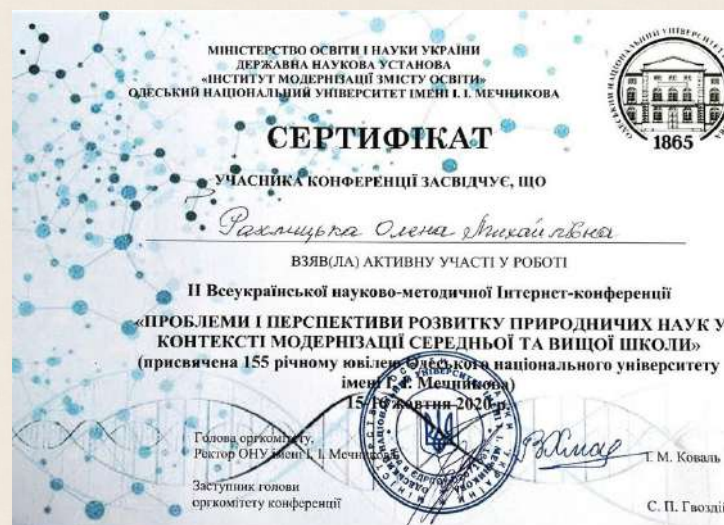 МІНІСТЕРСТВО ОСВІТИ І НАУКИ УКРАЇНИ
ДЕРЖАВНА НАУКОВА УСТАНОВА
«ІНСТИТУТ МОДЕРНІЗАЦІЇ ЗМІСТУ ОСВІТИ»
ОДЕСЬКИЙ НАЦІОНАЛЬНИЙ УНІВЕРСИТЕТ ІМЕНІ І. І. МЕЧНИКОВА
1865
СЕРТИФІКАТ
УЧАСНИКА КОНФЕРЕНЦІЇ ЗАСВІДЧУЄ, ЩО
Олена Михайлівна
ВЗЯВ(ЛА) АКТИВНУ УЧАСТІ У РОБОТІ
ІІ Всеукраїнської науково-методичної Інтернет-конференції
«ПРОБЛЕМИ І ПЕРСПЕКТИВИ РОЗВИТКУ ПРИРОДНИЧИХ НАУК У
КОНТЕКСТІ МОДЕРНІЗАЦІЇ СЕРЕДНЬОЇ ТА ВИЩОЇ ШКОЛИ»
(присвячена 155 річному ювілею Одеського національного університету
імені І. І. Мечникова)
15-16 жовтня 2020 р.
Голова оргкомітету,
Ректор ОНУ імені І. І. Мечникова
І. М. Коваль
Заступник голови
оргкомітету конференції
С. П. Гвоздій